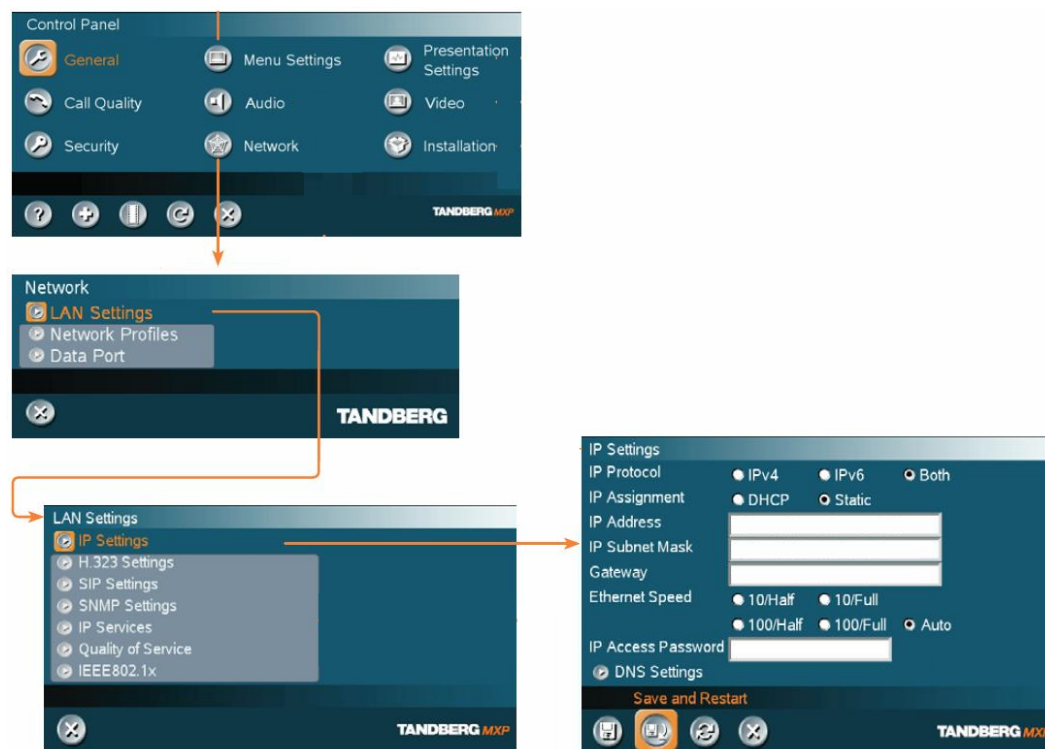 Control Panel
General
Menu Settings
Presentation
Settings
Call Quality
Audio
Video
Security
Network
Installation
?
TANDBERG MXP
Network
LAN Settings
Network Profiles
Data Port
TANDBERG
LAN Settings
IP Settings
H.323 Settings
SIP Settings
SNMP Settings
IP Services
Quality of Service
IEEE802.1x
TANDBERG MXP
IP Settings
IP Protocol IPv4 IPv6 Both
IP Assignment DHCP Static
IP Address
IP Subnet Mask
Gateway
Ethernet Speed 10/Half 10/Full
100/Half 100/Full Auto
IP Access Password
DNS Settings
Save and Restart
TANDBERG MXP